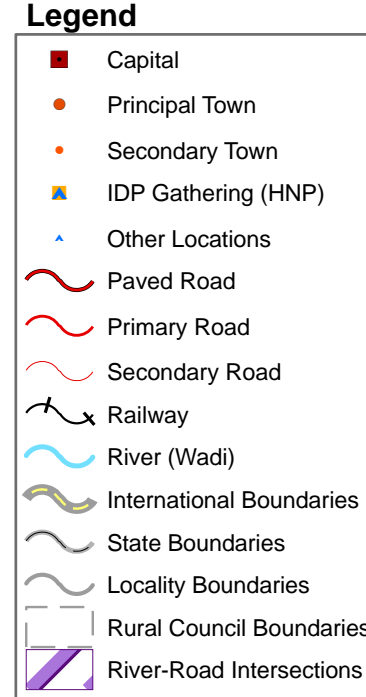 Legend
Capital
Principal Town
Secondary Town
IDP Gathering (HNP)
Other Locations
Paved Road
Primary Road
Secondary Road
Railway
River (Wadi)
International Boundaries
State Boundaries
Locality Boundaries
Rural Council Boundaries
River-Road Intersections